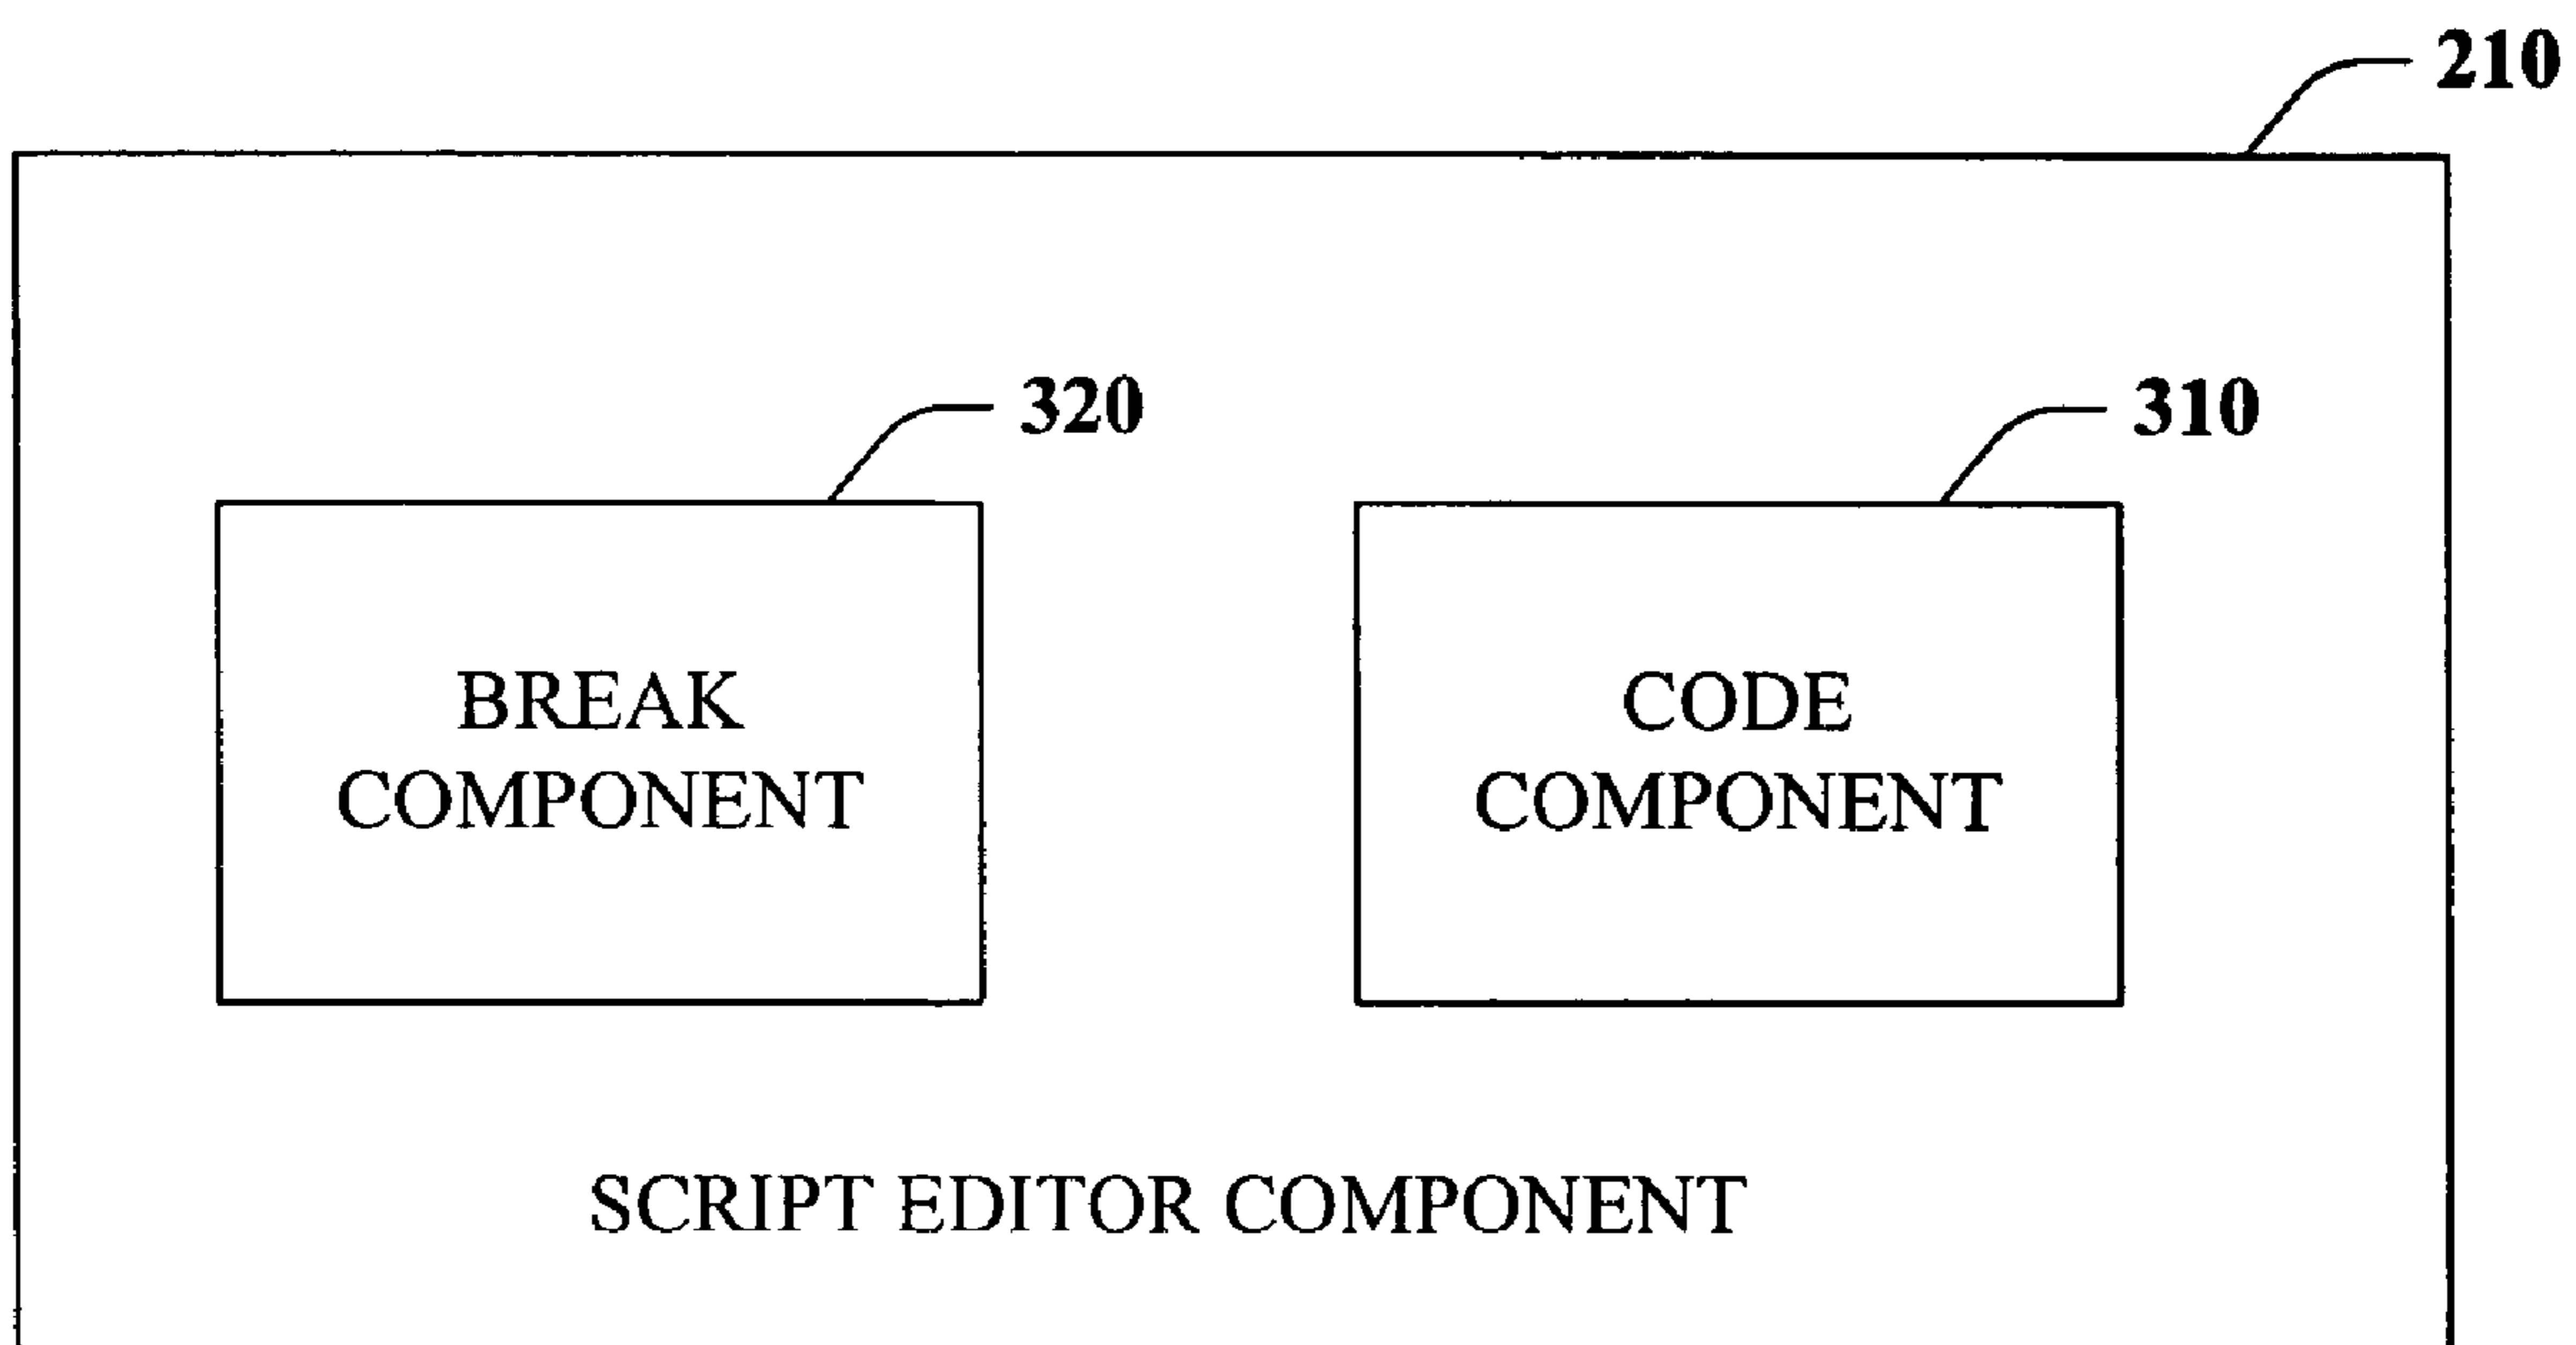 210
320
310
BREAK
COMPONENT
CODE
COMPONENT
SCRIPT EDITOR COMPONENT